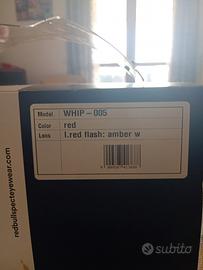 Model WHIP-005
Color red
Lens l.red flash: amber w
redbullspecteyewear.com
subito